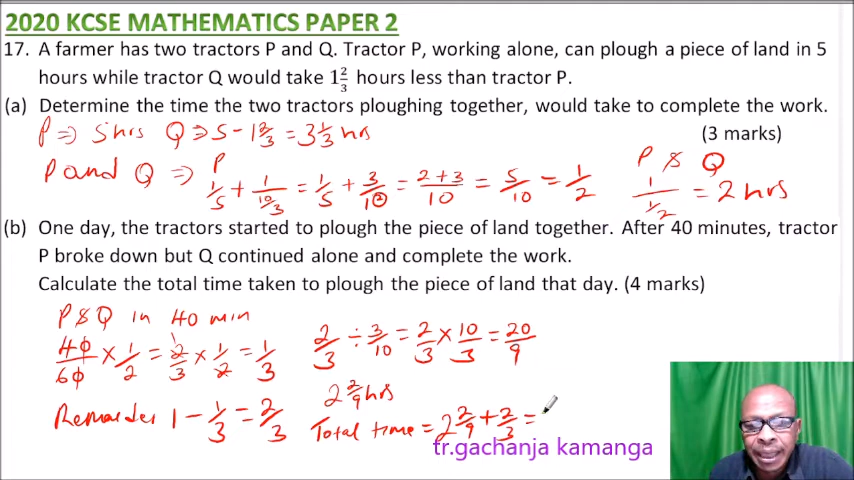 2020 KCSE MATHEMATICS PAPER 2
17. A farmer has two tractors P and Q. Tractor P, working alone, can plough a piece of land in 5
hours while tractor Q would take 1 2/3 hours less than tractor P.
(a) Determine the time the two tractors ploughing together, would take to complete the work.
(3 marks)
P ⇒ 5 hrs Q ⇒ 5 - 1 2/3 = 3 1/3 hrs
P
P and Q ⇒ 1/5 + 1/(10/3) = 1/5 + 3/10 = (2+3)/10 = 5/10 = 1/2
P & Q
1/(1/2) = 2 hrs
(b) One day, the tractors started to plough the piece of land together. After 40 minutes, tractor
P broke down but Q continued alone and complete the work.
Calculate the total time taken to plough the piece of land that day. (4 marks)
P & Q in 40 min
40/60 × 1/2 = 2/3 × 1/2 = 1/3
Remainder 1 - 1/3 = 2/3
2/3 ÷ 3/10 = 2/3 × 10/3 = 20/9
2 2/9 hrs
Total time = 2 2/9 + 2/3 =
tr.gachanja kamanga